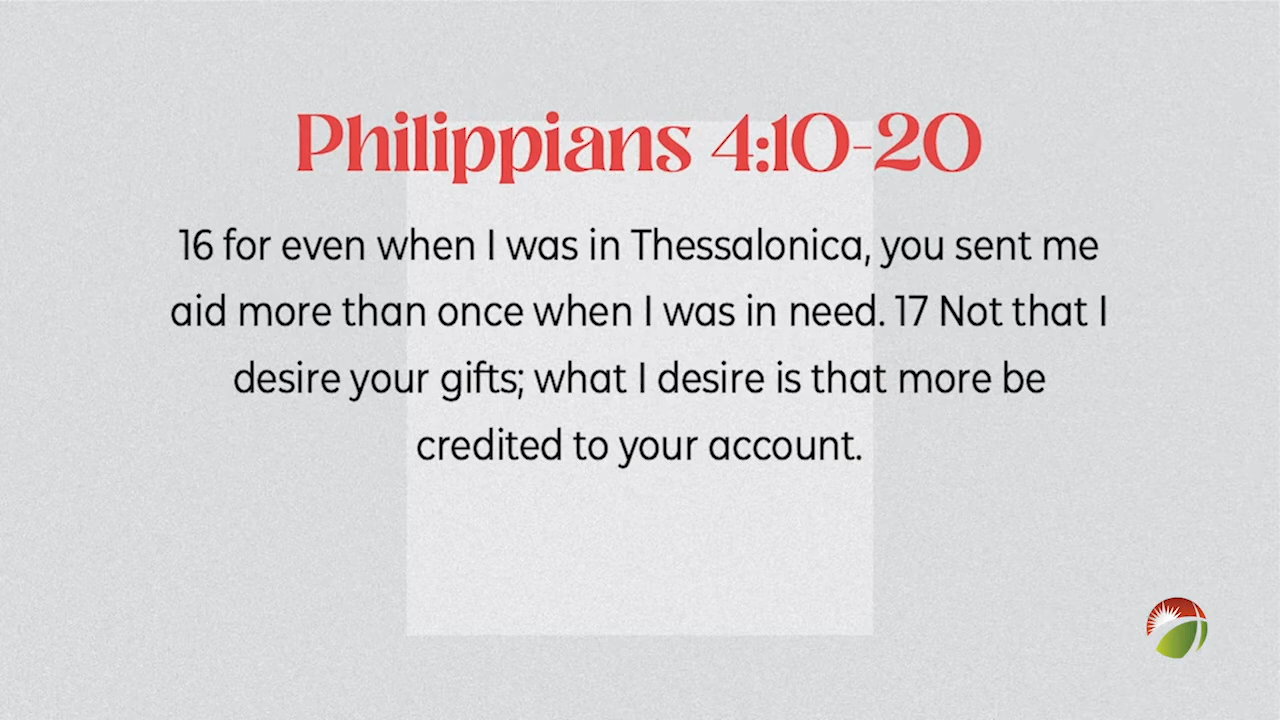 Philippians 4:10-20
16 for even when I was in Thessalonica, you sent me
aid more than once when I was in need. 17 Not that I
desire your gifts; what I desire is that more be
credited to your account.